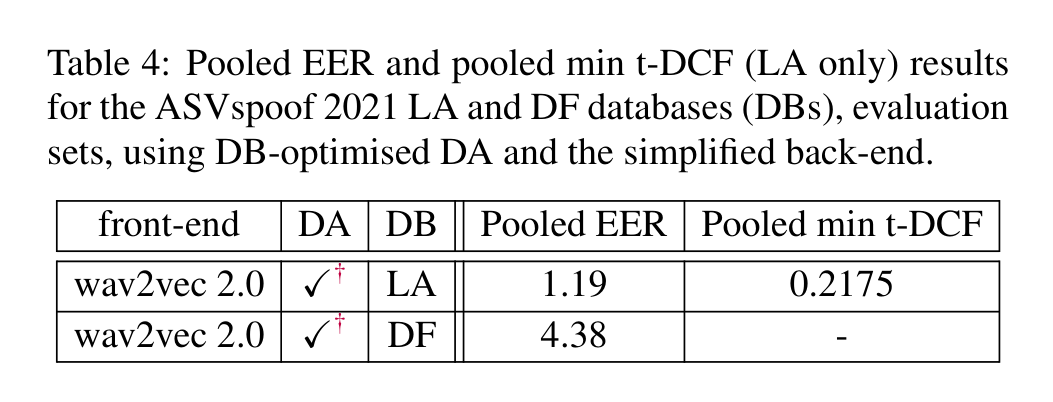 Table 4: Pooled EER and pooled min t-DCF (LA only) results
for the ASVspoof 2021 LA and DF databases (DBs), evaluation
sets, using DB-optimised DA and the simplified back-end.
front-end DA DB Pooled EER Pooled min t-DCF
wav2vec 2.0 ✓† LA 1.19 0.2175
wav2vec 2.0 ✓† DF 4.38 -